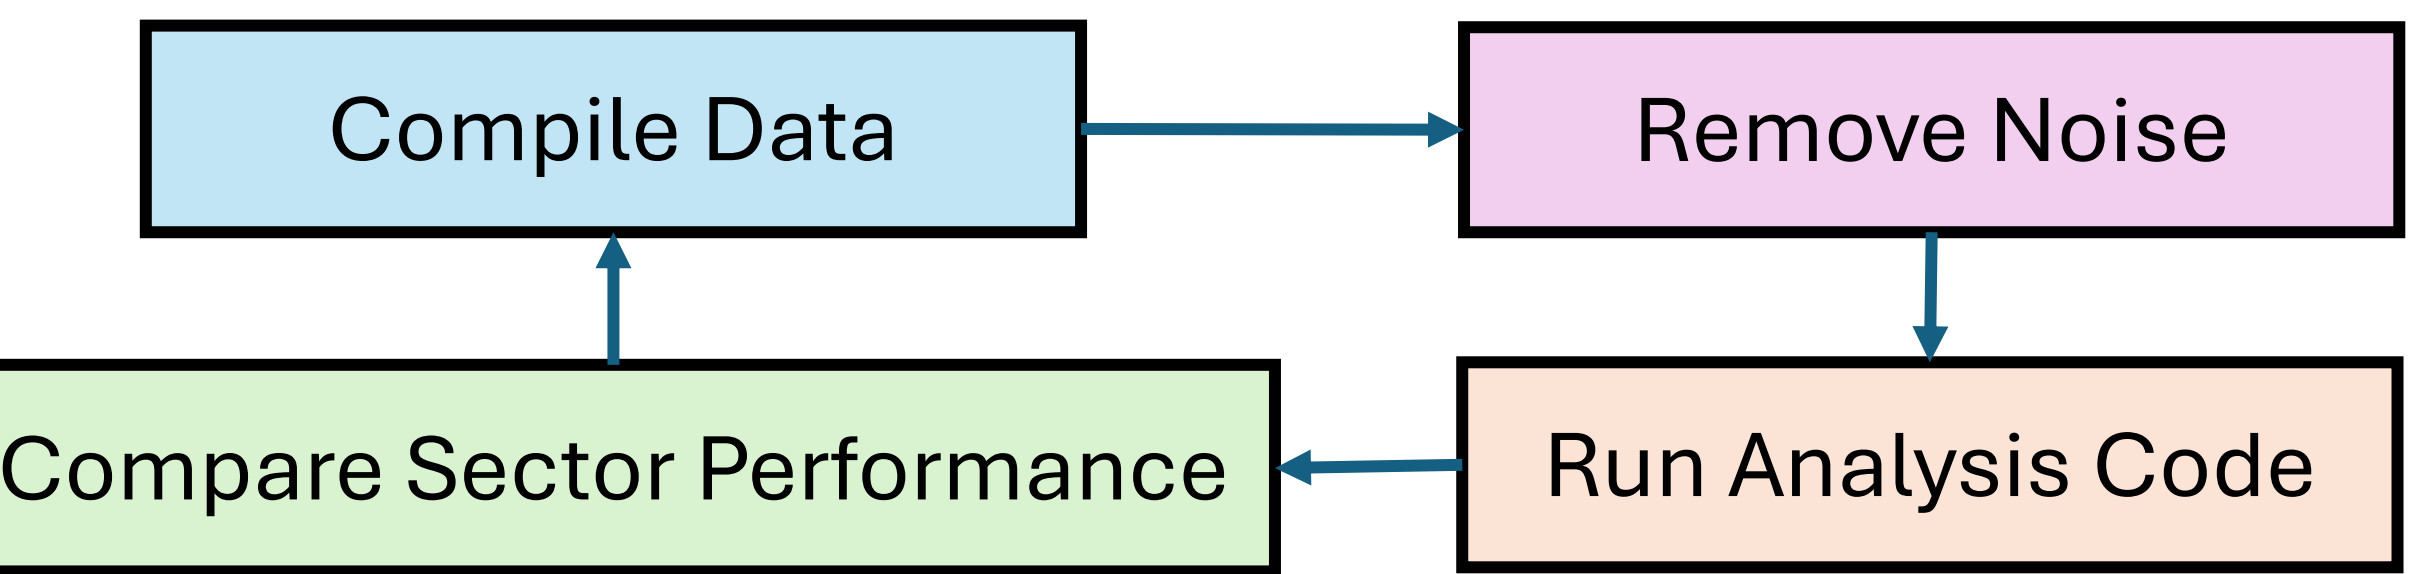 Compile Data
Remove Noise
Compare Sector Performance
Run Analysis Code